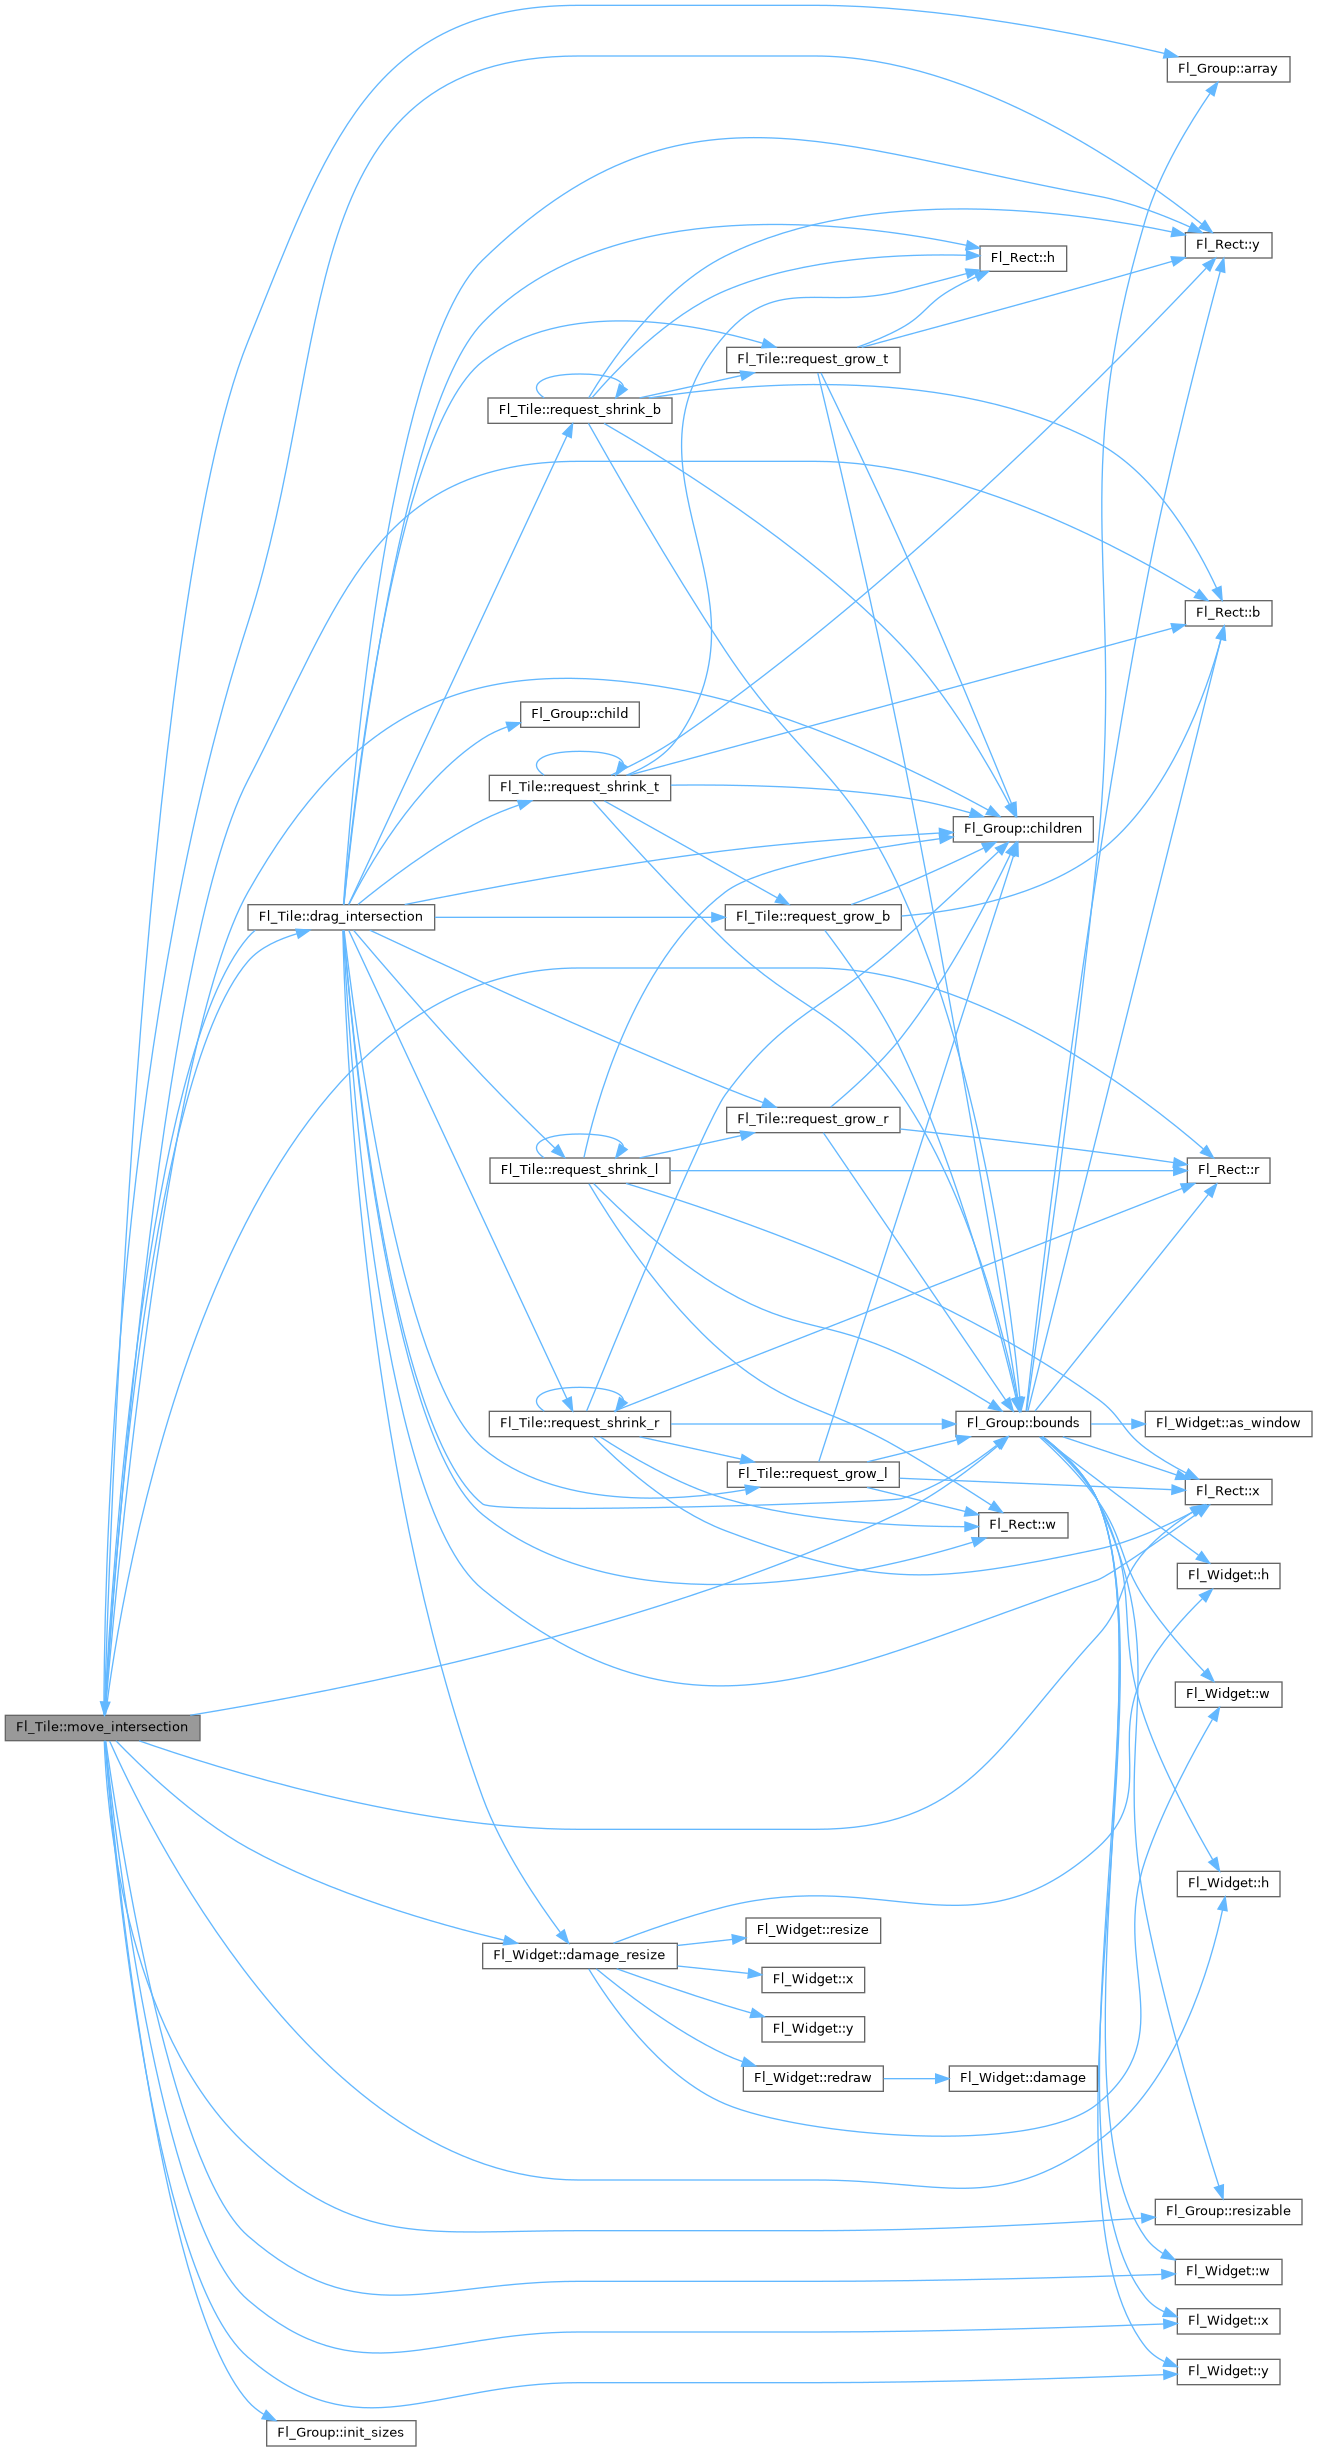 Fl_Group::array
Fl_Rect::y
Fl_Rect::h
Fl_Tile::request_grow_t
Fl_Tile::request_shrink_b
Fl_Rect::b
Fl_Group::child
Fl_Tile::request_shrink_t
Fl_Group::children
Fl_Tile::drag_intersection
Fl_Tile::request_grow_b
Fl_Tile::request_grow_r
Fl_Tile::request_shrink_l
Fl_Rect::r
Fl_Tile::request_shrink_r
Fl_Group::bounds
Fl_Widget::as_window
Fl_Tile::request_grow_l
Fl_Rect::x
Fl_Rect::w
Fl_Widget::h
Fl_Widget::w
Fl_Tile::move_intersection
Fl_Widget::h
Fl_Widget::resize
Fl_Widget::damage_resize
Fl_Widget::x
Fl_Widget::y
Fl_Widget::redraw
Fl_Widget::damage
Fl_Group::resizable
Fl_Widget::w
Fl_Widget::x
Fl_Widget::y
Fl_Group::init_sizes